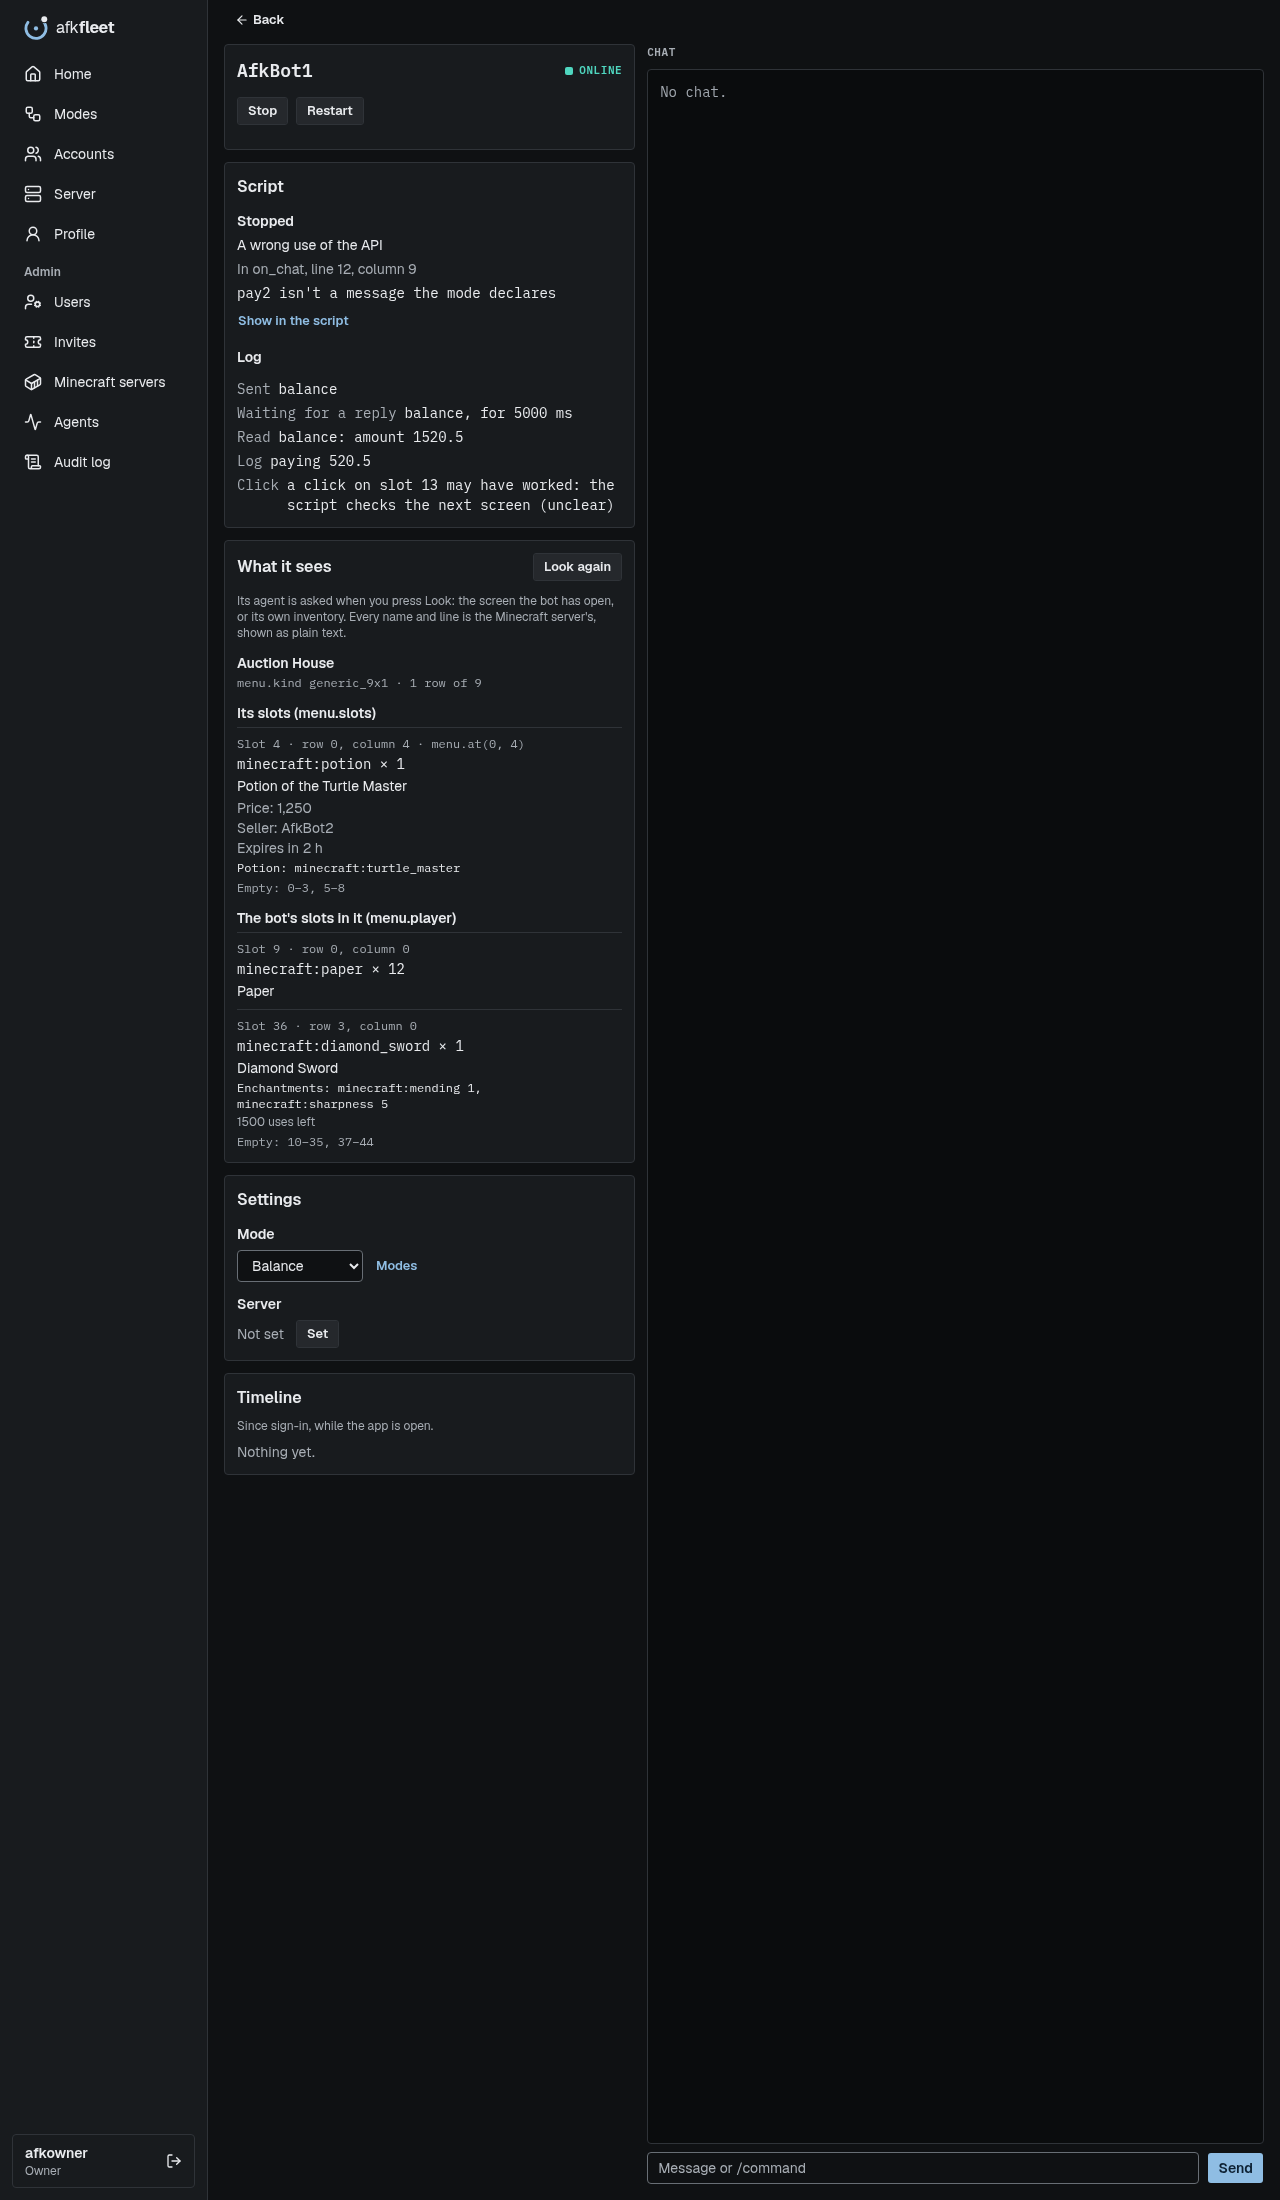 afkfleet
Home
Modes
Accounts
Server
Profile
Admin
Users
Invites
Minecraft servers
Agents
Audit log
afkowner
Owner
Back
AfkBot1
ONLINE
Stop
Restart
Script
Stopped
A wrong use of the API
In on_chat, line 12, column 9
pay2 isn't a message the mode declares
Show in the script
Log
Sent balance
Waiting for a reply balance, for 5000 ms
Read balance: amount 1520.5
Log paying 520.5
Click a click on slot 13 may have worked: the
script checks the next screen (unclear)
What it sees
Look again
Its agent is asked when you press Look: the screen the bot has open,
or its own inventory. Every name and line is the Minecraft server's,
shown as plain text.
Auction House
menu.kind generic_9x1 · 1 row of 9
Its slots (menu.slots)
Slot 4 · row 0, column 4 · menu.at(0, 4)
minecraft:potion × 1
Potion of the Turtle Master
Price: 1,250
Seller: AfkBot2
Expires in 2 h
Potion: minecraft:turtle_master
Empty: 0–3, 5–8
The bot's slots in it (menu.player)
Slot 9 · row 0, column 0
minecraft:paper × 12
Paper
Slot 36 · row 3, column 0
minecraft:diamond_sword × 1
Diamond Sword
Enchantments: minecraft:mending 1,
minecraft:sharpness 5
1500 uses left
Empty: 10–35, 37–44
Settings
Mode
Balance
Modes
Server
Not set
Set
Timeline
Since sign-in, while the app is open.
Nothing yet.
CHAT
No chat.
Message or /command
Send